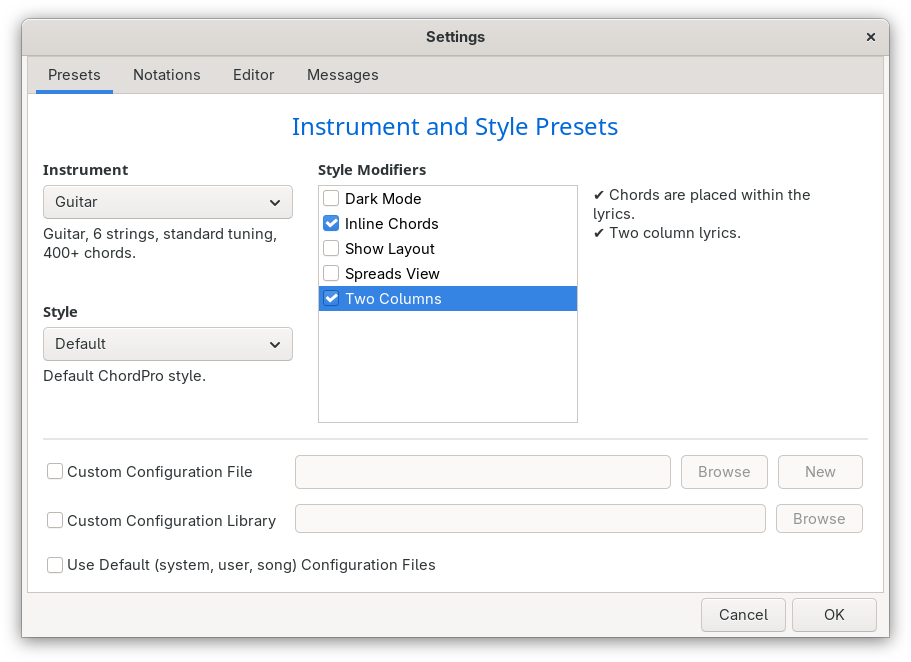 Settings
Presets Notations Editor Messages
Instrument and Style Presets
Instrument
Guitar
Guitar, 6 strings, standard tuning,
400+ chords.
Style
Default
Default ChordPro style.
Style Modifiers
Dark Mode
Inline Chords
Show Layout
Spreads View
Two Columns
✔ Chords are placed within the
lyrics.
✔ Two column lyrics.
Custom Configuration File Browse New
Custom Configuration Library Browse
Use Default (system, user, song) Configuration Files
Cancel OK